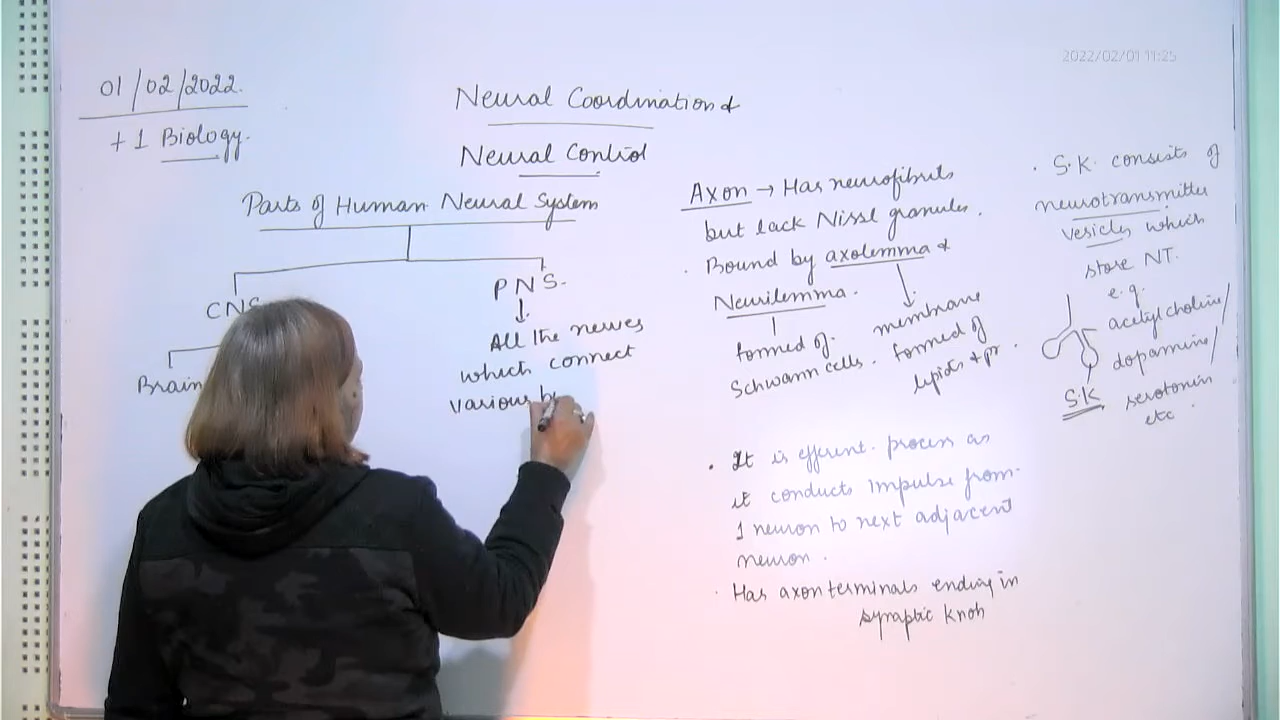 2022/02/01 11:25
01/02/2022.
+1 Biology.
Neural Coordination &
Neural Control
Parts of Human Neural System
CNS
PNS.
Brain
All the nerves
which connect
various
Axon → Has neurofibrils
but lack Nissl granules.
. Bound by axolemma &
Neurilemma.
formed of
Schwann cells.
membrane
formed of
lipids & pr.
. It is efferent process as
it conducts impulse from
1 neuron to next adjacent
neuron.
. Has axon terminals ending in
synaptic knob
. S.K. consists of
neurotransmitter
vesicles which
store NT.
e.g.
acetylcholine/
dopamine/
serotonin
etc.
S.K